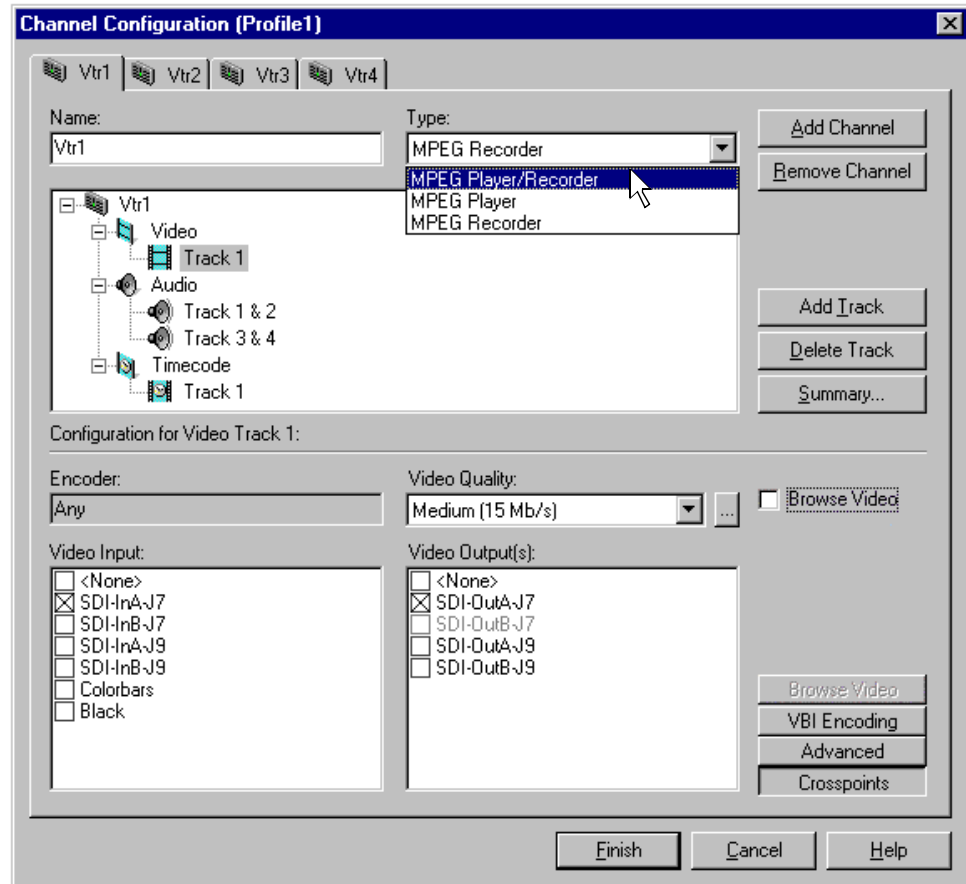 Channel Configuration (Profile1)
Vtr1 Vtr2 Vtr3 Vtr4
Name: Type:
Vtr1 MPEG Recorder Add Channel
MPEG Player/Recorder Remove Channel
MPEG Player
MPEG Recorder
Vtr1
Video
Track 1
Audio
Track 1 & 2
Track 3 & 4
Timecode
Track 1
Add Track
Delete Track
Summary...
Configuration for Video Track 1:
Encoder: Video Quality:
Any Medium (15 Mb/s) ... Browse Video
Video Input:
<None>
SDI-InA-J7
SDI-InB-J7
SDI-InA-J9
SDI-InB-J9
Colorbars
Black
Video Output(s):
<None>
SDI-OutA-J7
SDI-OutB-J7
SDI-OutA-J9
SDI-OutB-J9
Browse Video
VBI Encoding
Advanced
Crosspoints
Finish Cancel Help